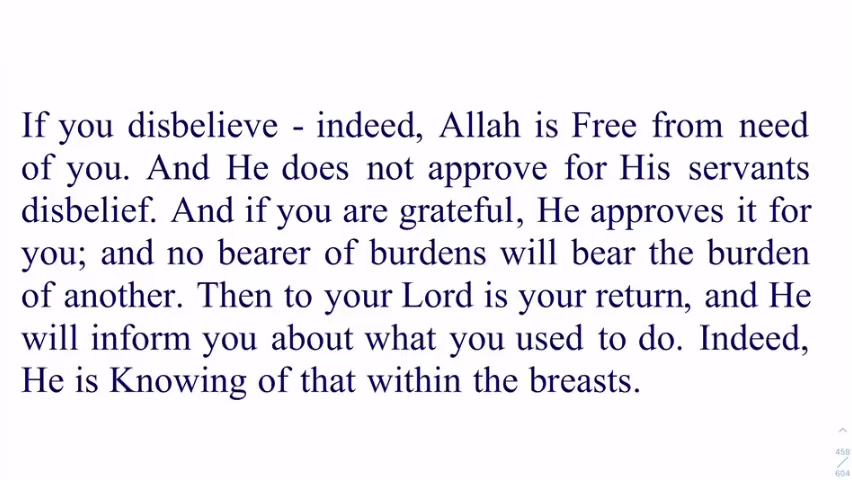 If you disbelieve - indeed, Allah is Free from need
of you. And He does not approve for His servants
disbelief. And if you are grateful, He approves it for
you; and no bearer of burdens will bear the burden
of another. Then to your Lord is your return, and He
will inform you about what you used to do. Indeed,
He is Knowing of that within the breasts.
458
604